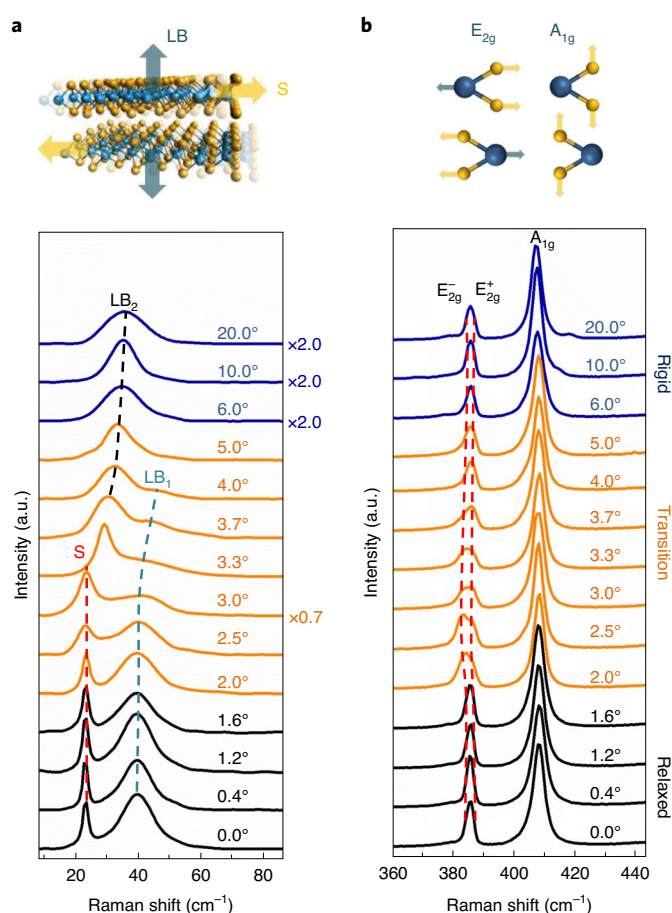 a
LB
S
LB₂
20.0°
×2.0
10.0°
×2.0
6.0°
×2.0
5.0°
LB₁
4.0°
3.7°
S
3.3°
3.0°
×0.7
2.5°
2.0°
1.6°
1.2°
0.4°
0.0°
Intensity (a.u.)
20
40
60
80
Raman shift (cm⁻¹)
b
E₂g
A₁g
A₁g
E₂g⁻
E₂g⁺
20.0°
10.0°
6.0°
5.0°
4.0°
3.7°
3.3°
3.0°
2.5°
2.0°
1.6°
1.2°
0.4°
0.0°
Rigid
Transition
Relaxed
Intensity (a.u.)
360
380
400
420
440
Raman shift (cm⁻¹)